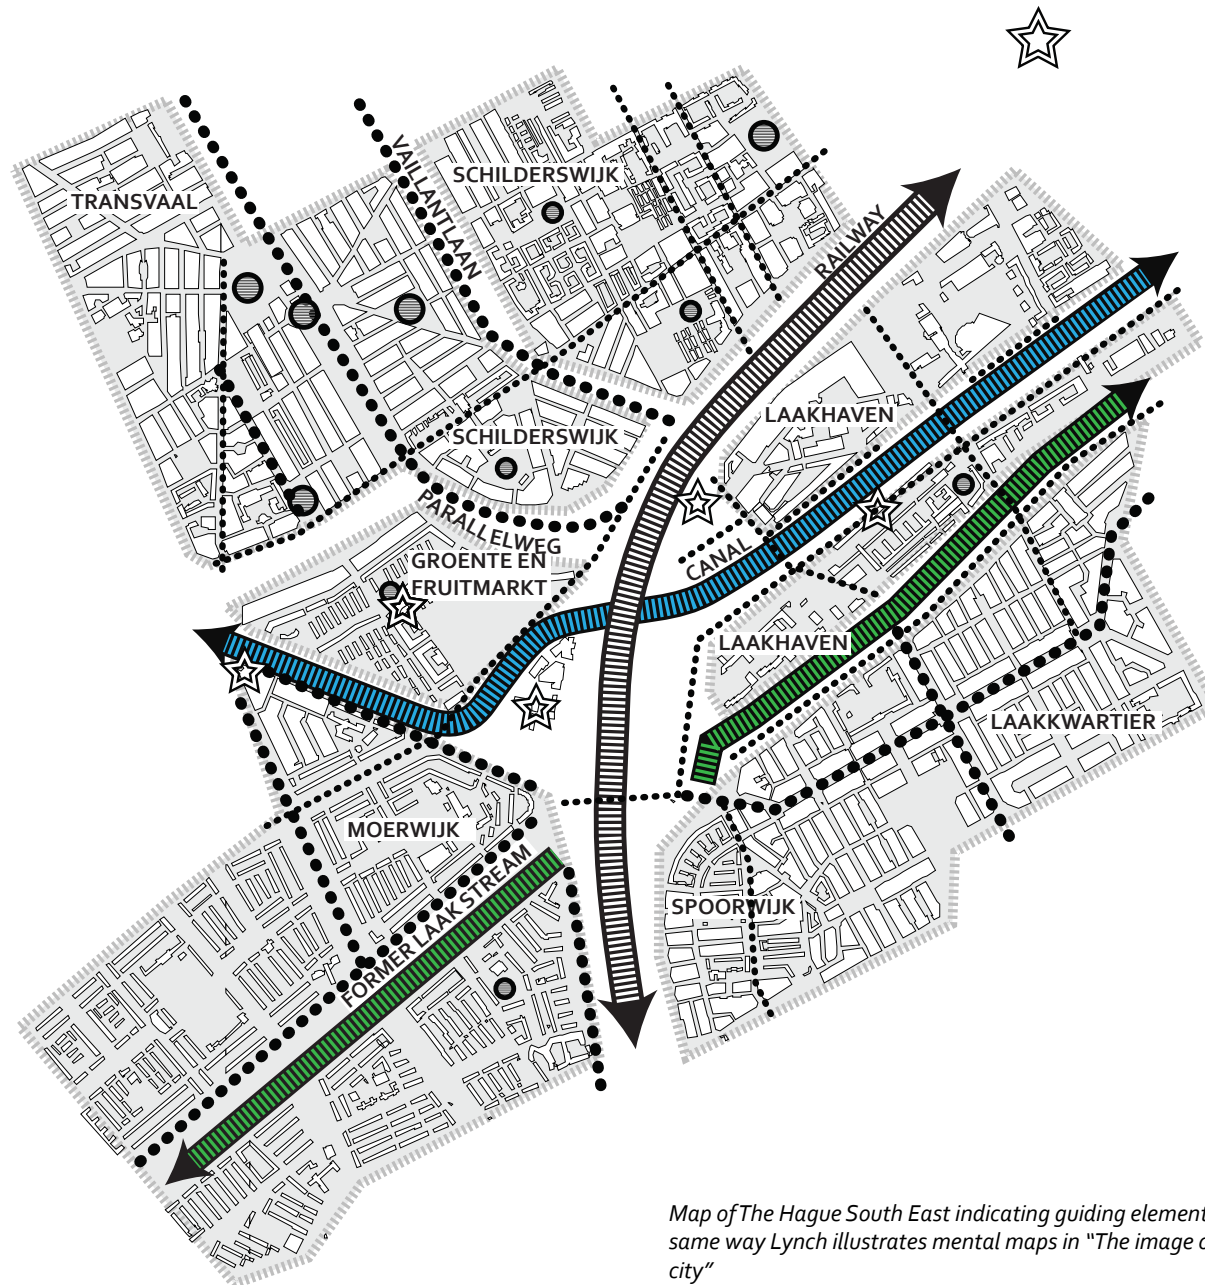 VAILLANTLAAN
SCHILDERSWIJK
TRANSVAAL
RAILWAY
LAAKHAVEN
SCHILDERSWIJK
PARALLELWEG
CANAL
GROENTE EN
FRUITMARKT
LAAKHAVEN
LAAKKWARTIER
MOERWIJK
FORMER LAAK STREAM
SPOORWIJK
Map of The Hague South East indicating guiding element
same way Lynch illustrates mental maps in "The image o
city"